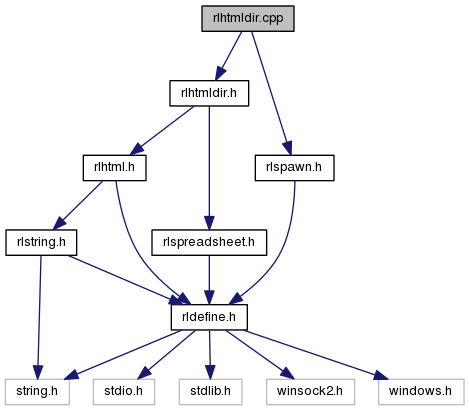 rlhtmldir.cpp
rlhtmldir.h
rlhtml.h
rlspawn.h
rlstring.h
rlspreadsheet.h
rldefine.h
string.h
stdio.h
stdlib.h
winsock2.h
windows.h